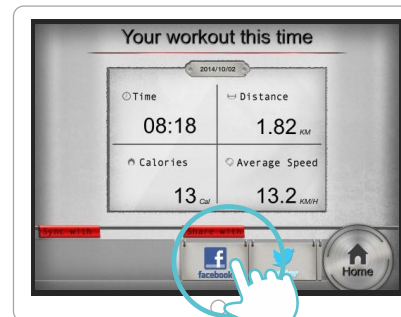 Your workout this time
2014/10/02
Time
Distance
08:18
1.82 KM
Calories
Average Speed
13 Cal
13.2 KM/H
Sync with
Share with
facebook
Home